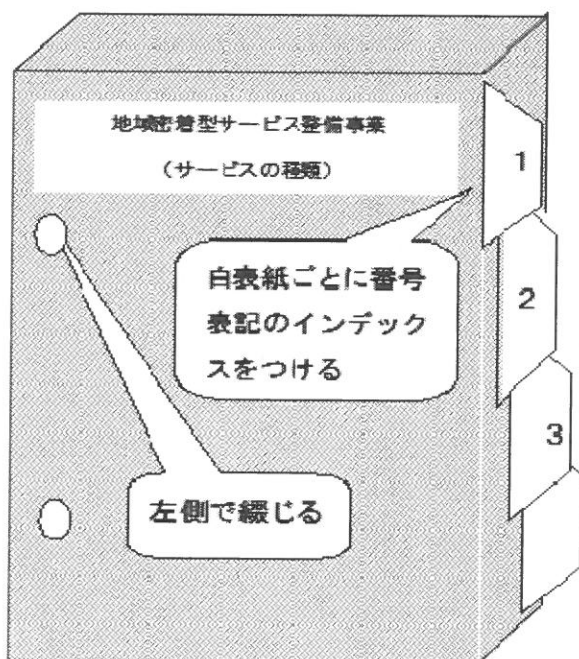 地域密着型サービス整備事業
(サービスの種類)
1
白表紙ごとに番号
表記のインデック
スをつける
2
3
左側で綴じる